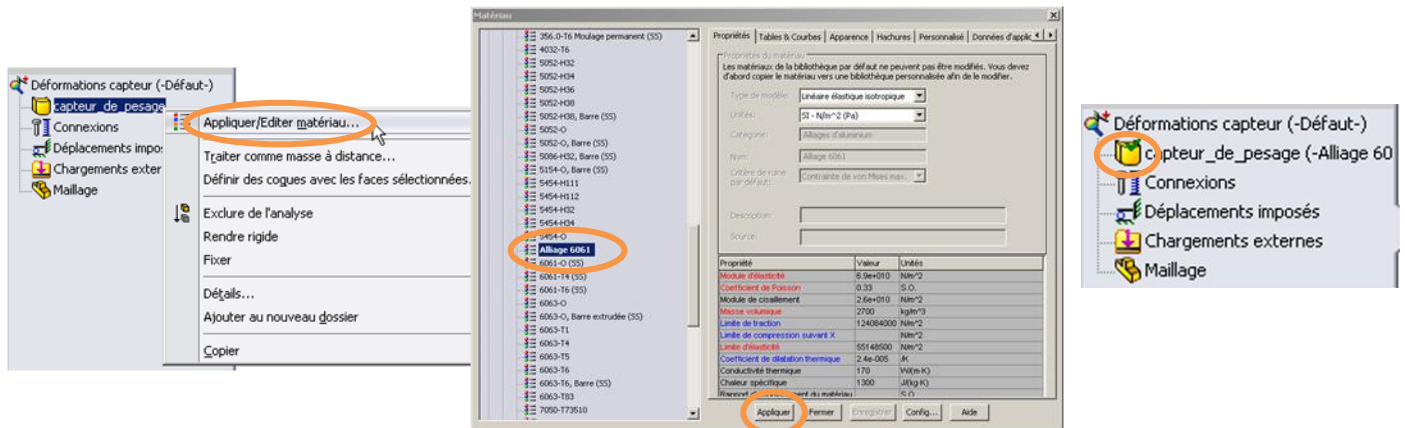 Déformations capteur (-Défaut-)
capteur_de_pesage
Connexions
Déplacements impo
Chargements exter
Maillage
Appliquer/Editer matériau...
Traiter comme masse à distance...
Définir des coques avec les faces sélectionnées.
Exclure de l'analyse
Rendre rigide
Fixer
Détails...
Ajouter au nouveau dossier
Copier
Matériau
356.0-T6 Moulage permanent (SS)
4032-T6
5052-H32
5052-H34
5052-H36
5052-H38
5052-H38, Barre (SS)
5052-O
5052-O, Barre (SS)
5086-H32, Barre (SS)
5154-O, Barre (SS)
5454-H111
5454-H112
5454-H32
5454-H34
5454-O
Alliage 6061
6061-O (SS)
6061-T4 (SS)
6061-T6 (SS)
6063-O
6063-O, Barre extrudée (SS)
6063-T1
6063-T4
6063-T5
6063-T6
6063-T6, Barre (SS)
6063-T83
7050-T73510
Propriétés Tables & Courbes Apparence Hachures Personnalisé Données d'applic
Propriétés du matériau
Les matériaux de la bibliothèque par défaut ne peuvent pas être modifiés. Vous devez
d'abord copier le matériau vers une bibliothèque personnalisée afin de le modifier.
Type de modèle: Linéaire élastique isotropique
Unités: SI - N/m^2 (Pa)
Catégorie: Alliages d'aluminium
Nom: Alliage 6061
Critère de ruine
par défaut: Contrainte de von Mises max.
Description:
Source:
Propriété Valeur Unités
Module d'élasticité 6.9e+010 N/m^2
Coefficient de Poisson 0.33 S.O.
Module de cisaillement 2.6e+010 N/m^2
Masse volumique 2700 kg/m^3
Limite de traction 124084000 N/m^2
Limite de compression suivant X N/m^2
Limite d'élasticité 55148500 N/m^2
Coefficient de dilatation thermique 2.4e-005 /K
Conductivité thermique 170 W/(m·K)
Chaleur spécifique 1300 J/(kg·K)
Rapport d'amortissement du matériau S.O.
Appliquer Fermer Enregistrer Config... Aide
Déformations capteur (-Défaut-)
capteur_de_pesage (-Alliage 60
Connexions
Déplacements imposés
Chargements externes
Maillage